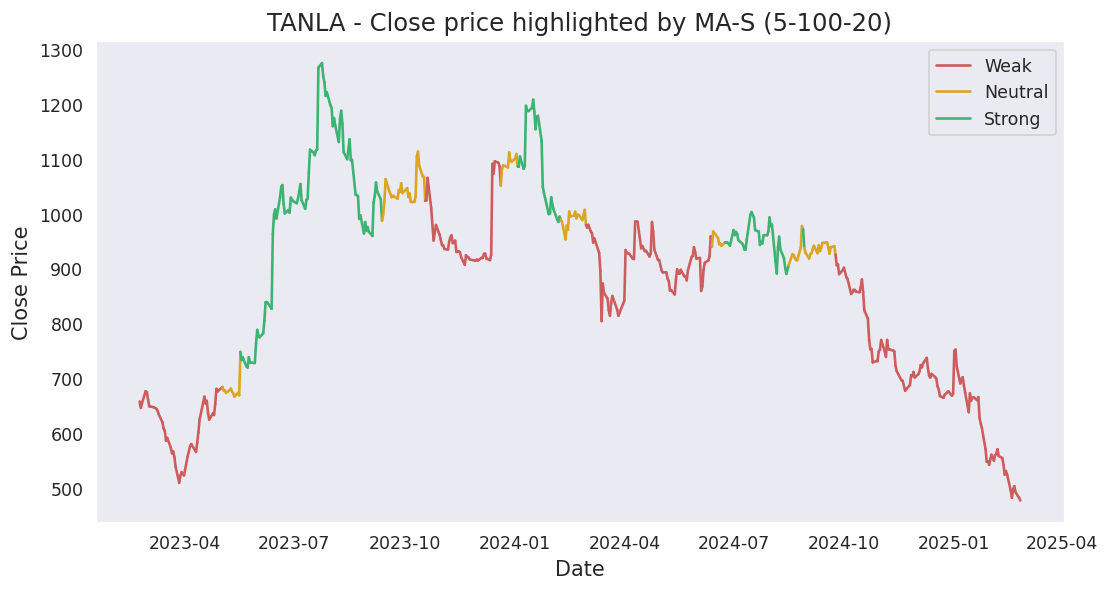 TANLA - Close price highlighted by MA-S (5-100-20)
Weak
Neutral
Strong
Close Price
1300
1200
1100
1000
900
800
700
600
500
2023-04 2023-07 2023-10 2024-01 2024-04 2024-07 2024-10 2025-01 2025-04
Date